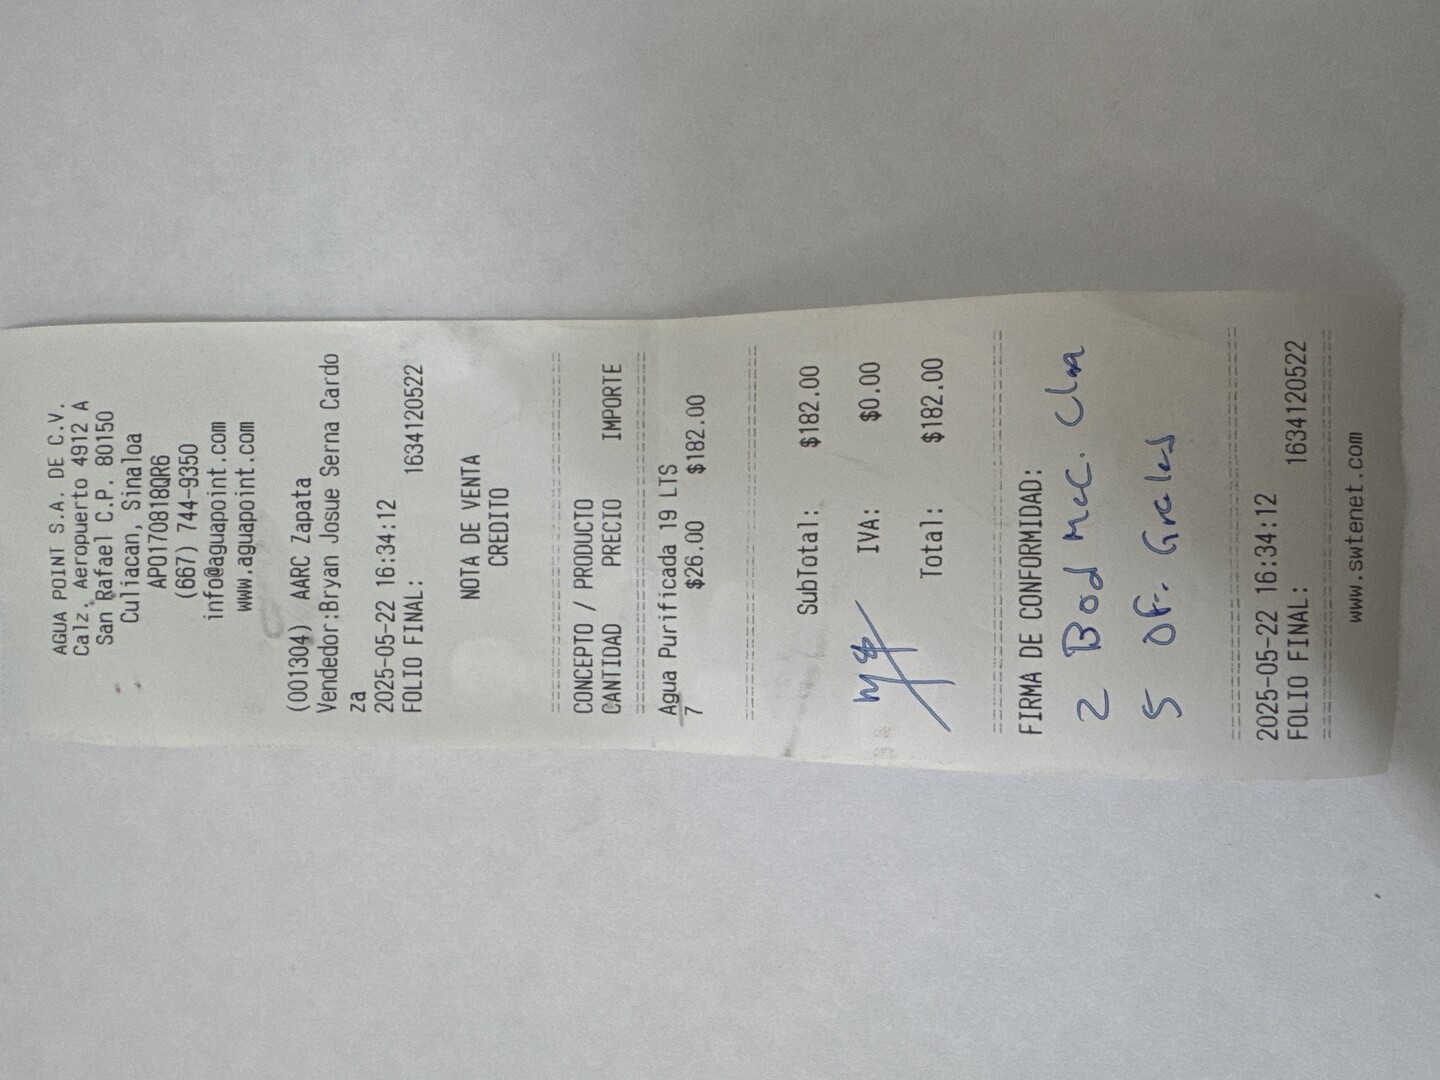 AGUA POINT S.A. DE C.V.
Calz. Aeropuerto 4912 A
San Rafael C.P. 80150
Culiacan, Sinaloa
APO170818QR6
(667) 744-9350
info@aguapoint.com
www.aguapoint.com
(001304) AARC Zapata
Vendedor:Bryan Josue Serna Cardo
za
2025-05-22 16:34:12
FOLIO FINAL: 1634120522
NOTA DE VENTA
CREDITO
CONCEPTO / PRODUCTO
CANTIDAD PRECIO IMPORTE
Agua Purificada 19 LTS
7 $26.00 $182.00
SubTotal: $182.00
IVA: $0.00
Total: $182.00
FIRMA DE CONFORMIDAD:
2 Bod Mac.
5 Of. Grales
2025-05-22 16:34:12
FOLIO FINAL: 1634120522
www.swtenet.com